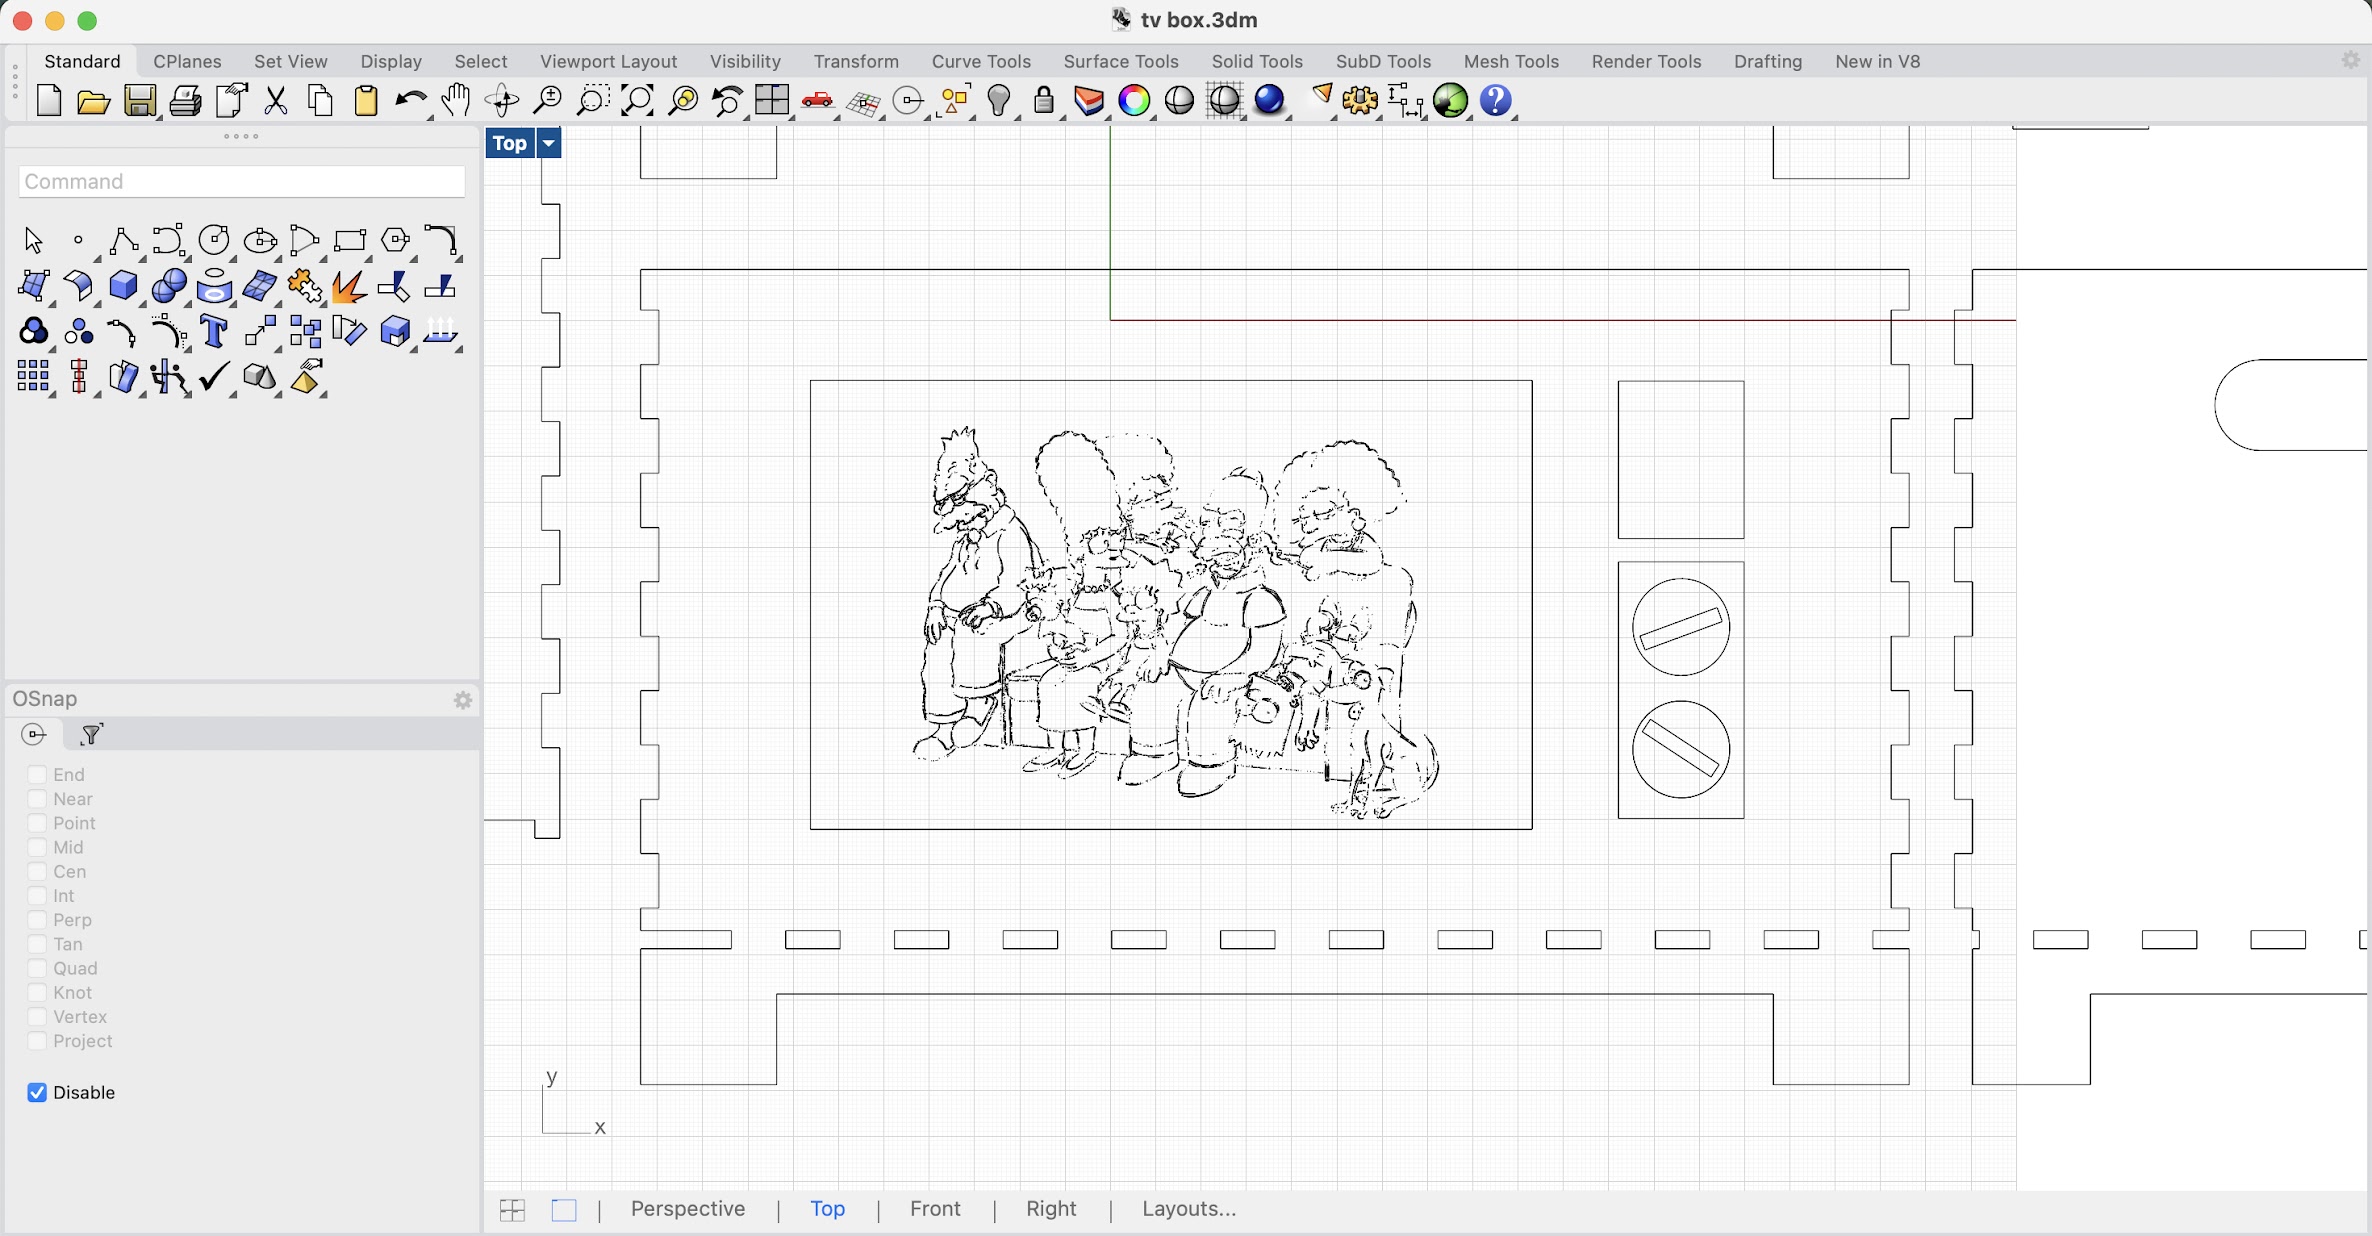 tv box.3dm
Standard CPlanes Set View Display Select Viewport Layout Visibility Transform Curve Tools Surface Tools Solid Tools SubD Tools Mesh Tools Render Tools Drafting New in V8
Top
Command
OSnap
End
Near
Point
Mid
Cen
Int
Perp
Tan
Quad
Knot
Vertex
Project
Disable
y
x
Perspective | Top | Front | Right | Layouts...